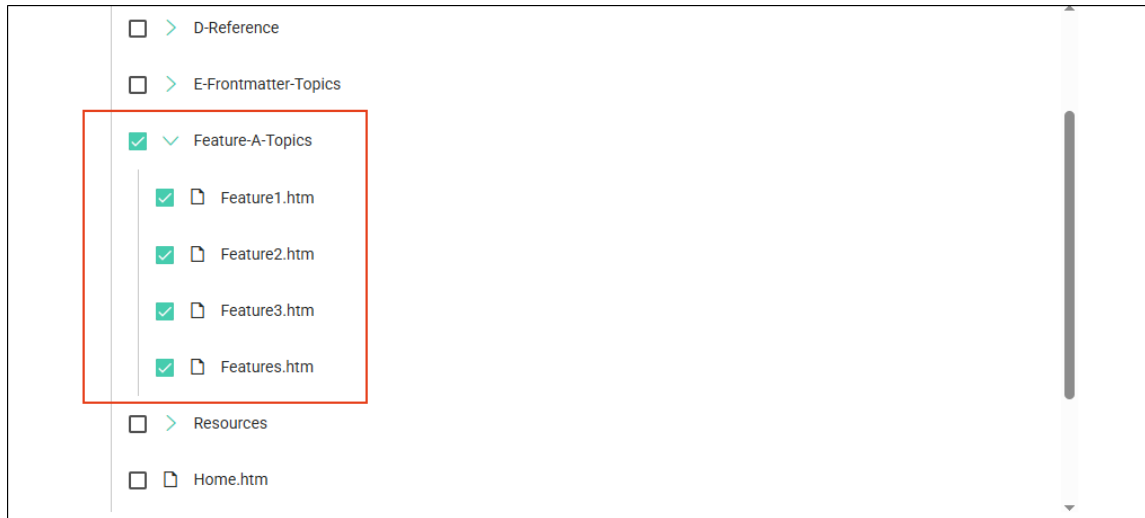 D-Reference
E-Frontmatter-Topics
Feature-A-Topics
Feature1.htm
Feature2.htm
Feature3.htm
Features.htm
Resources
Home.htm